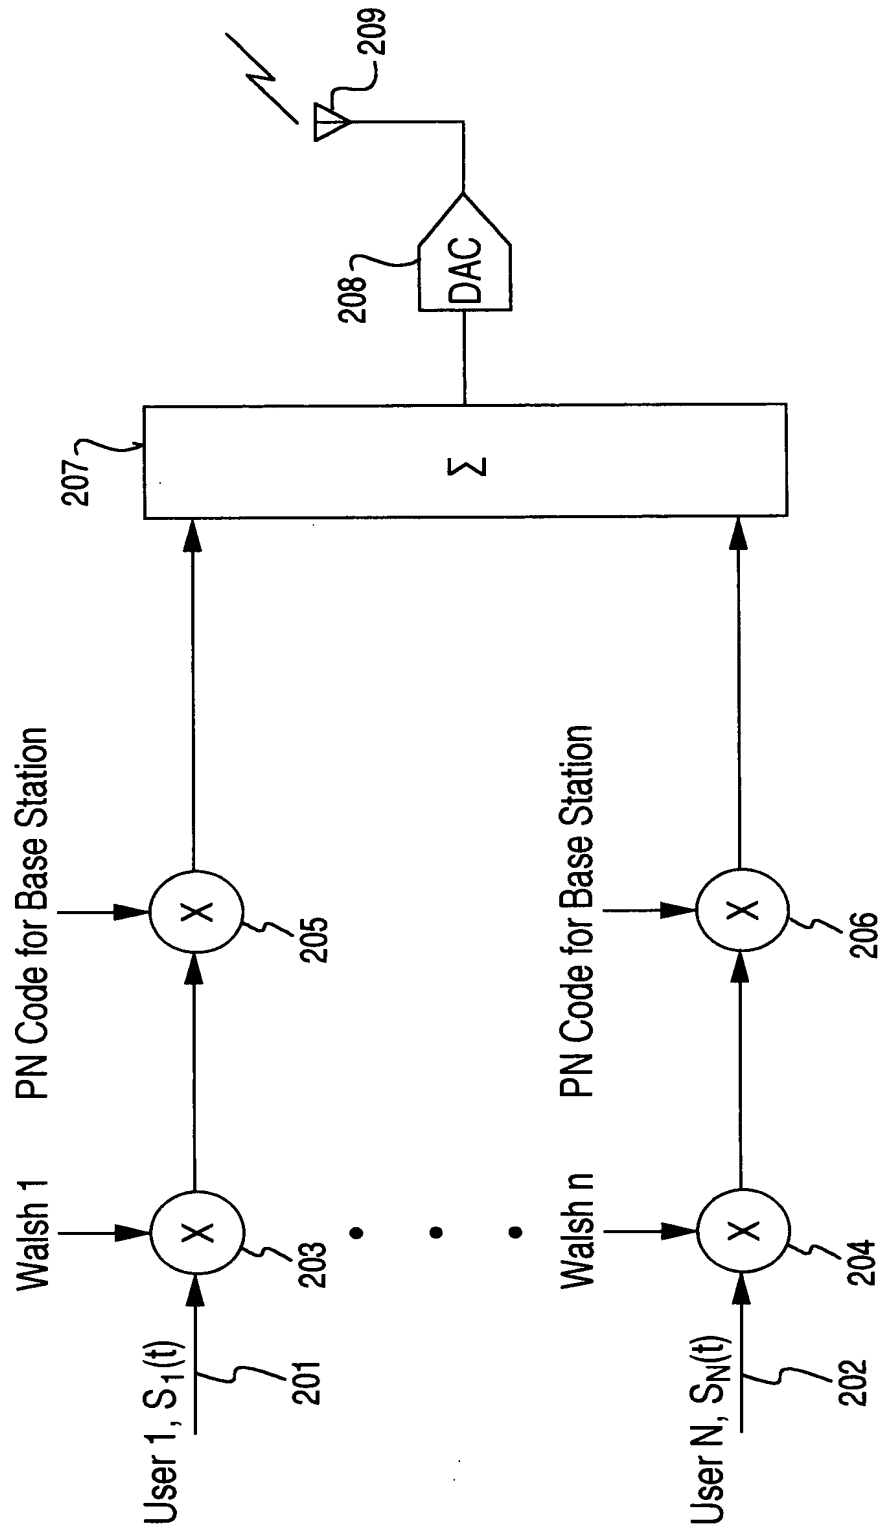 Walsh 1
PN Code for Base Station
User 1, S1(t)
201
X
203
X
205
207
Σ
208
DAC
209
Walsh n
PN Code for Base Station
User N, SN(t)
202
X
204
X
206